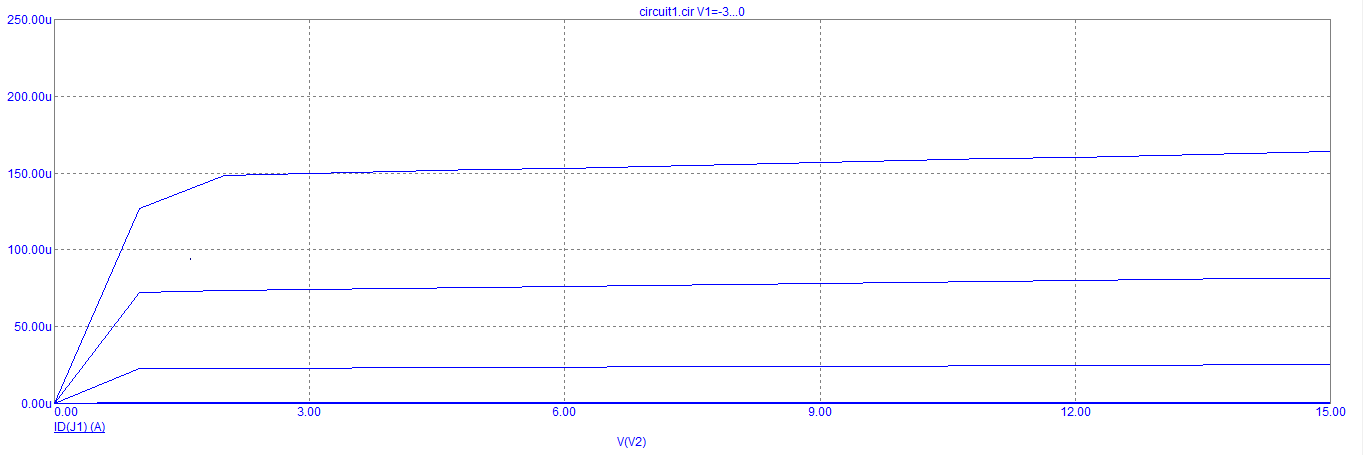 circuit1.cir V1=-3...0
250.00u
200.00u
150.00u
100.00u
50.00u
0.00u
0.00 3.00 6.00 9.00 12.00 15.00
ID(J1) (A)
V(V2)